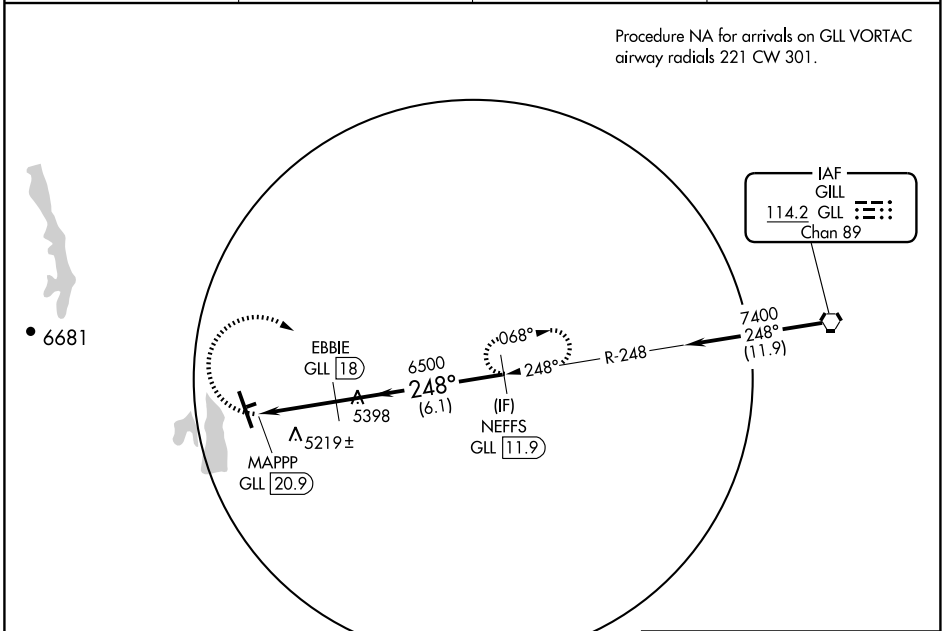 Procedure NA for arrivals on GLL VORTAC
airway radials 221 CW 301.
IAF
GILL
114.2 GLL
Chan 89
7400
248°
(11.9)
6681
068°
R-248
248°
EBBIE
GLL 18
6500
248°
(6.1)
5398
(IF)
NEFFS
GLL 11.9
5219±
MAPPP
GLL 20.9